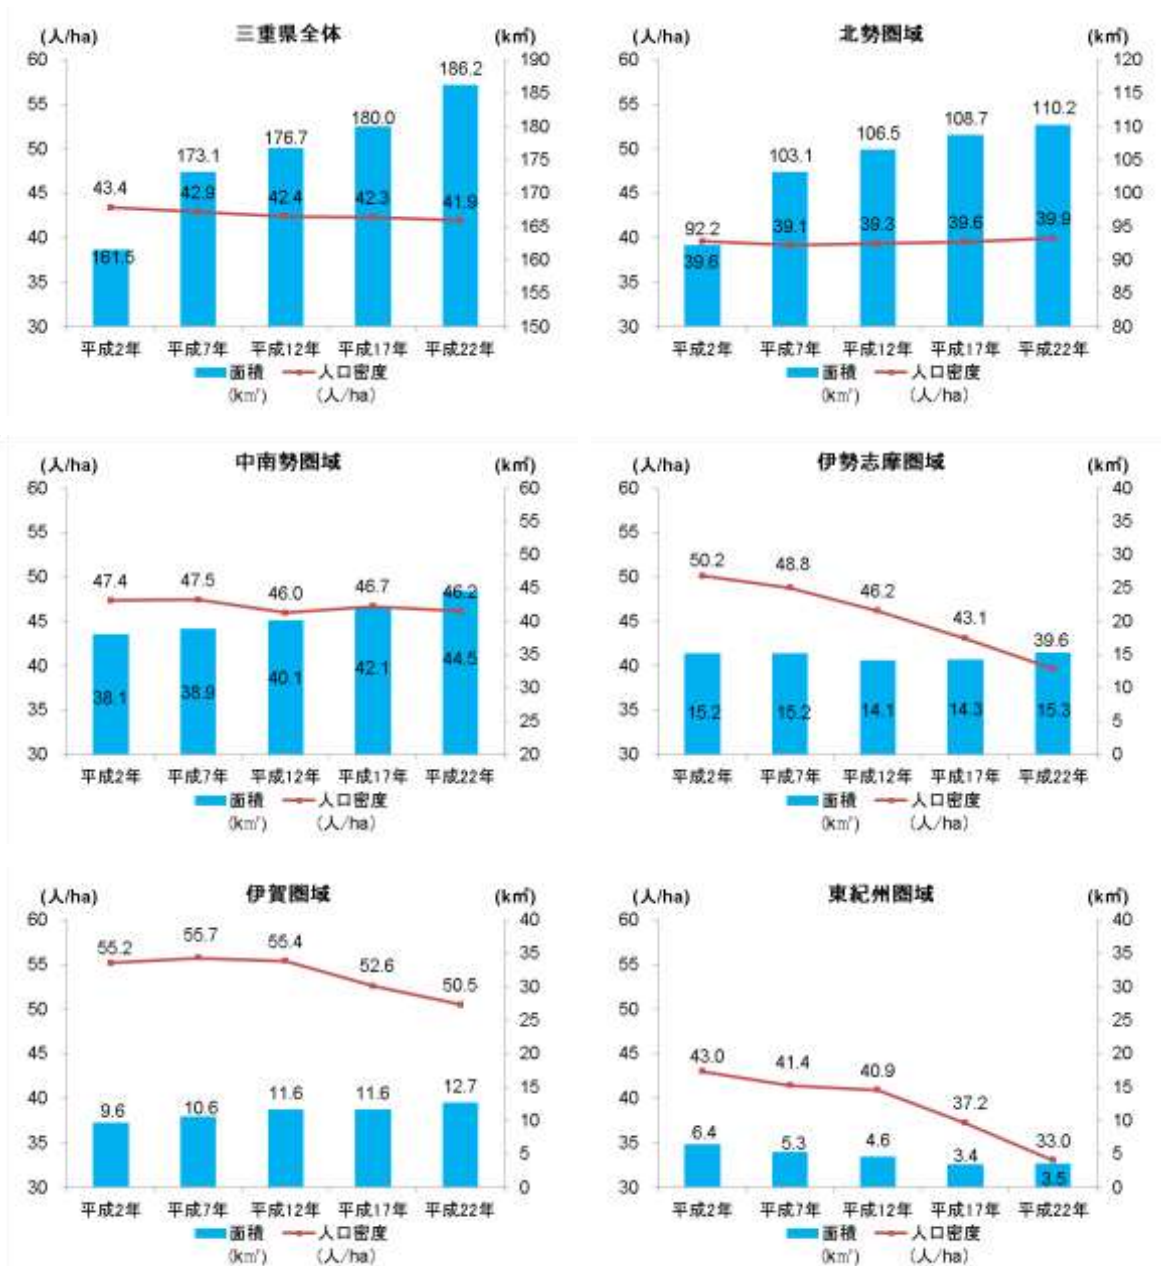 (人/ha) 三重県全体 (k㎡)
60 190
55 185
50 180
45 175
40 170
35 165
30 160
155
150
161.5 173.1 176.7 180.0 186.2
43.4 42.9 42.4 42.3 41.9
平成2年 平成7年 平成12年 平成17年 平成22年
面積 人口密度
(k㎡) (人/ha)
(人/ha) 北勢圏域 (k㎡)
60 120
55 115
50 110
45 105
40 100
35 95
30 90
85
80
92.2 103.1 106.5 108.7 110.2
39.6 39.1 39.3 39.6 39.9
平成2年 平成7年 平成12年 平成17年 平成22年
面積 人口密度
(k㎡) (人/ha)
(人/ha) 中南勢圏域 (k㎡)
60 60
55 55
50 50
45 45
40 40
35 35
30 30
25
20
47.4 47.5 46.0 46.7 46.2
38.1 38.9 40.1 42.1 44.5
平成2年 平成7年 平成12年 平成17年 平成22年
面積 人口密度
(k㎡) (人/ha)
(人/ha) 伊勢志摩圏域 (k㎡)
60 40
55 35
50 30
45 25
40 20
35 15
30 10
5
0
50.2 48.8 46.2 43.1 39.6
15.2 15.2 14.1 14.3 15.3
平成2年 平成7年 平成12年 平成17年 平成22年
面積 人口密度
(k㎡) (人/ha)
(人/ha) 伊賀圏域 (k㎡)
60 40
55 35
50 30
45 25
40 20
35 15
30 10
5
0
55.2 55.7 55.4 52.6 50.5
9.6 10.6 11.6 11.6 12.7
平成2年 平成7年 平成12年 平成17年 平成22年
面積 人口密度
(k㎡) (人/ha)
(人/ha) 東紀州圏域 (k㎡)
60 40
55 35
50 30
45 25
40 20
35 15
30 10
5
0
43.0 41.4 40.9 37.2 33.0
6.4 5.3 4.6 3.4 3.5
平成2年 平成7年 平成12年 平成17年 平成22年
面積 人口密度
(k㎡) (人/ha)